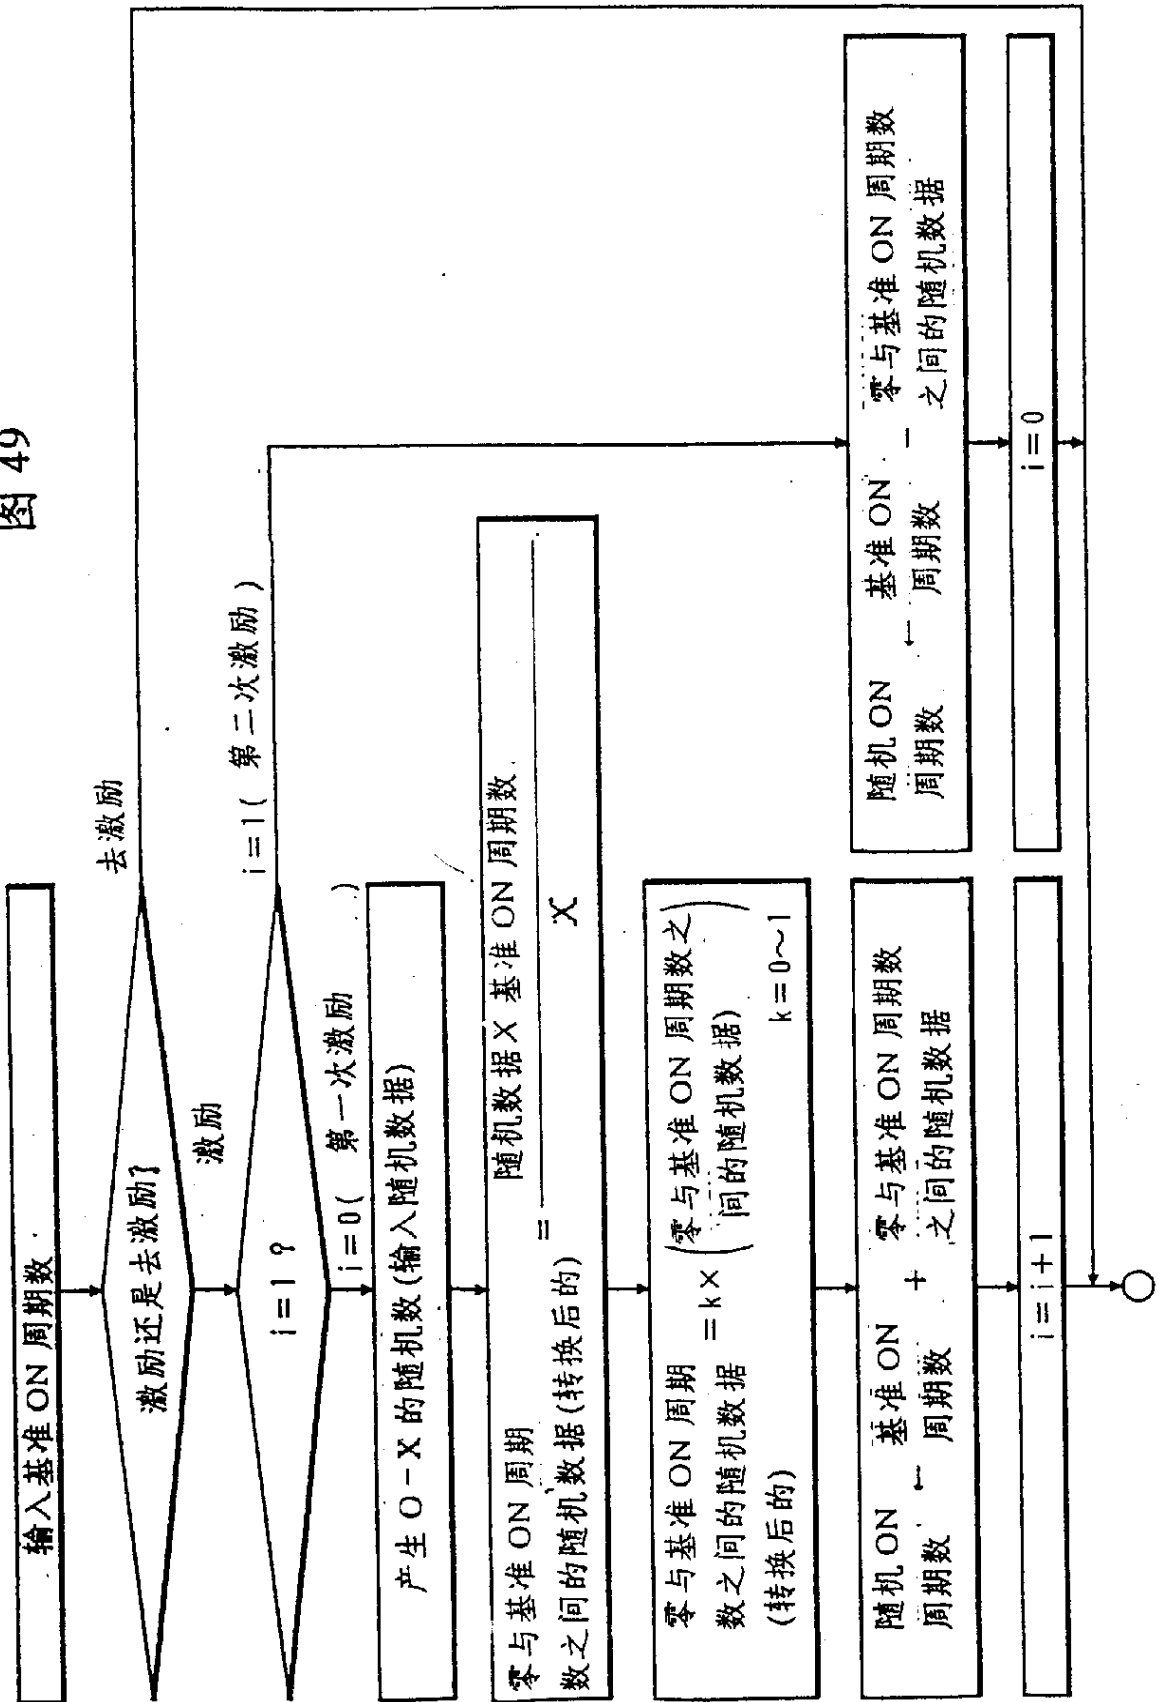 图 49
输入基准 ON 周期数
激励还是去激励?
去激励
激励
i=1?
i=1( 第二次激励 )
i=0( 第一次激励 )
产生 O-X 的随机数(输入随机数据)
零与基准 ON 周期
数之间的随机数据(转换后的)
=
随机数据 X 基准 ON 周期数
X
零与基准 ON 周期
数之间的随机数据
(转换后的)
=k×
(零与基准 ON 周期数之
间的随机数据))
k=0~1
随机 ON
周期数
←
基准 ON
周期数
+
零与基准 ON 周期数
之间的随机数据
i=i+1
随机 ON
周期数
←
基准 ON
周期数
-
零与基准 ON 周期数
之间的随机数据
i=0